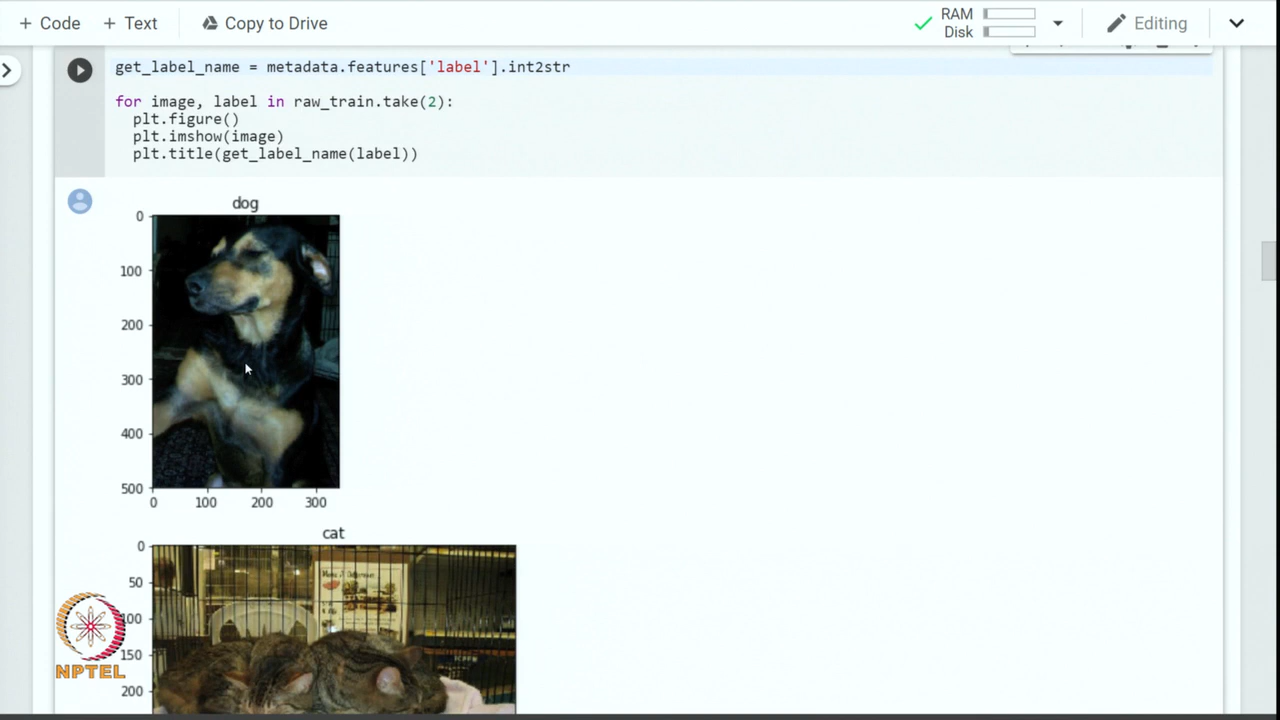 + Code + Text Copy to Drive RAM Disk Editing
get_label_name = metadata.features['label'].int2str
for image, label in raw_train.take(2):
plt.figure()
plt.imshow(image)
plt.title(get_label_name(label))
dog
0
100
200
300
400
500
0 100 200 300
cat
0
50
100
150
200
NPTEL